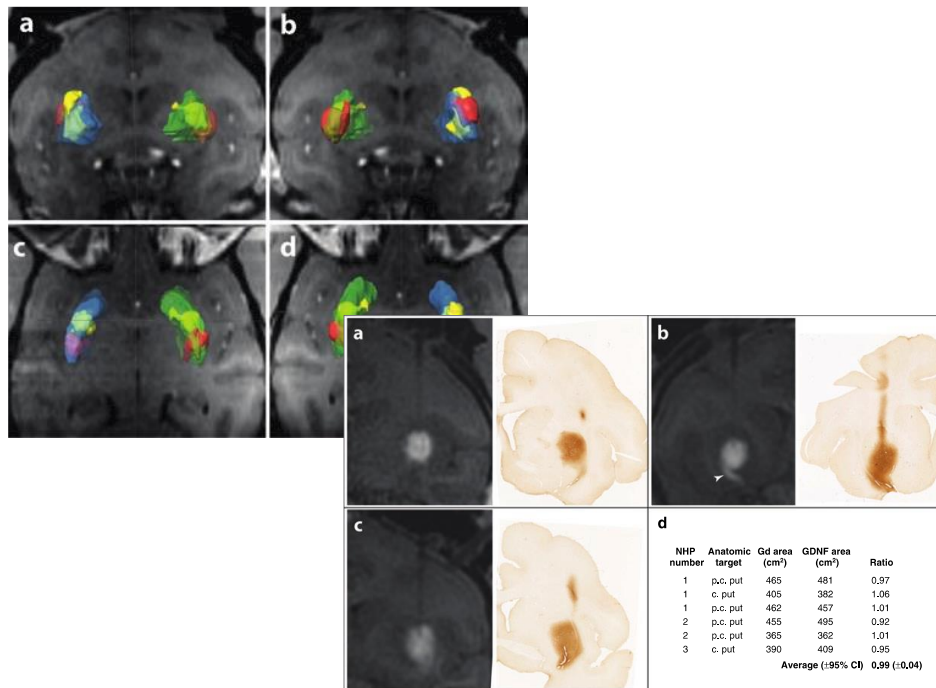 a
b
c
d
a
b
c
d
NHP number Anatomic target Gd area (cm²) GDNF area (cm²) Ratio
1 p.c. put 465 481 0.97
1 c. put 405 382 1.06
1 p.c. put 462 457 1.01
2 p.c. put 455 495 0.92
2 p.c. put 365 362 1.01
3 c. put 390 409 0.95
Average (±95% CI) 0.99 (±0.04)